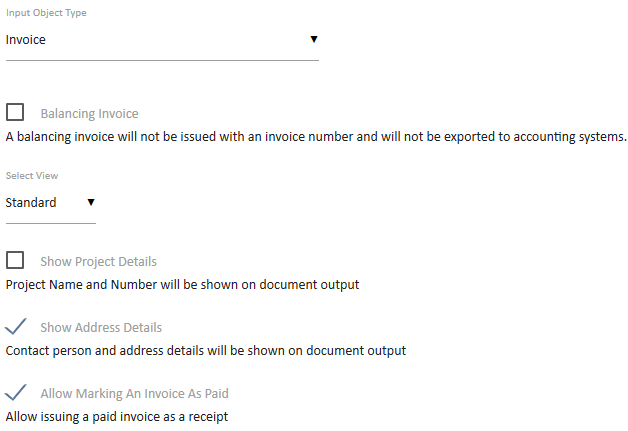 Input Object Type
Invoice
Balancing Invoice
A balancing invoice will not be issued with an invoice number and will not be exported to accounting systems.
Select View
Standard
Show Project Details
Project Name and Number will be shown on document output
Show Address Details
Contact person and address details will be shown on document output
Allow Marking An Invoice As Paid
Allow issuing a paid invoice as a receipt